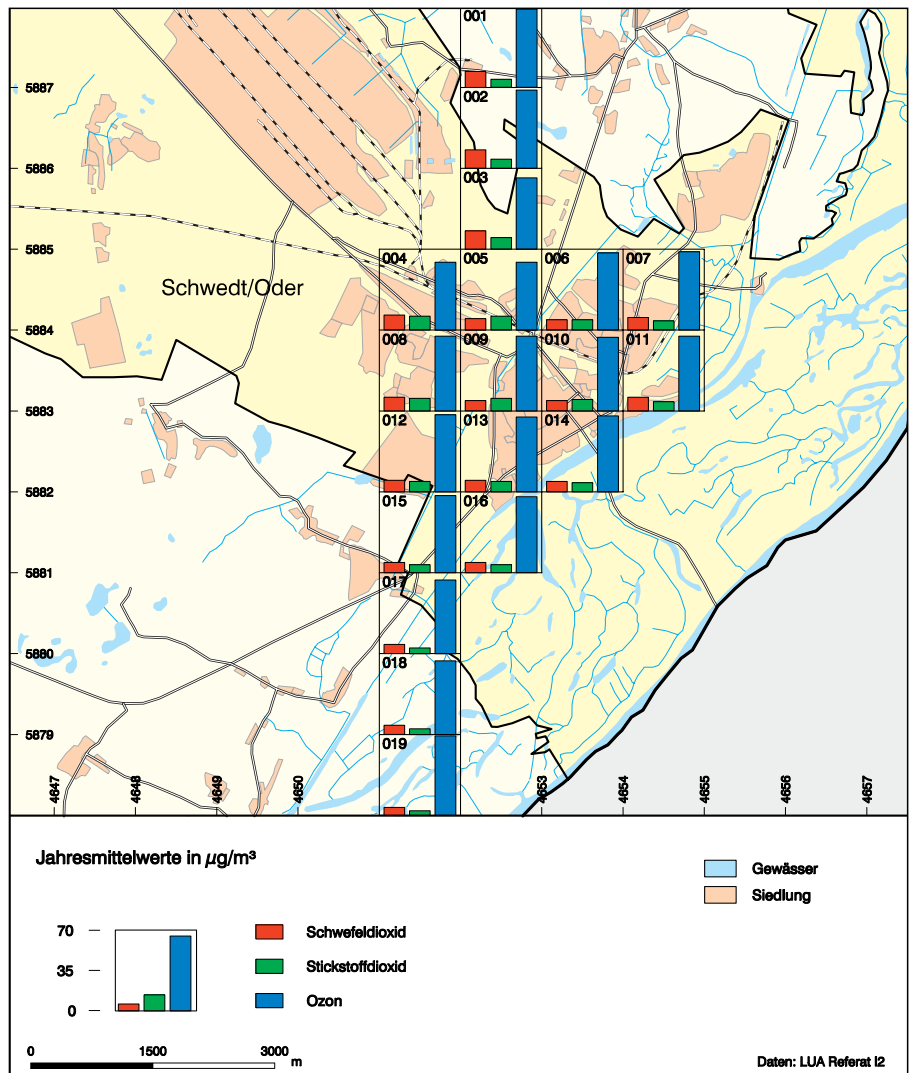 001
5887
002
5886
003
5885
004 005 006 007
Schwedt/Oder
5884
008 009 010 011
5883
012 013 014
5882
015 016
5881
017
5880
018
5879
019
4647 4648 4649 4650 4653 4654 4655 4656 4657
Jahresmittelwerte in µg/m³
Gewässer
Siedlung
70
35
0
Schwefeldioxid
Stickstoffdioxid
Ozon
0 1500 3000 m
Daten: LUA Referat I2